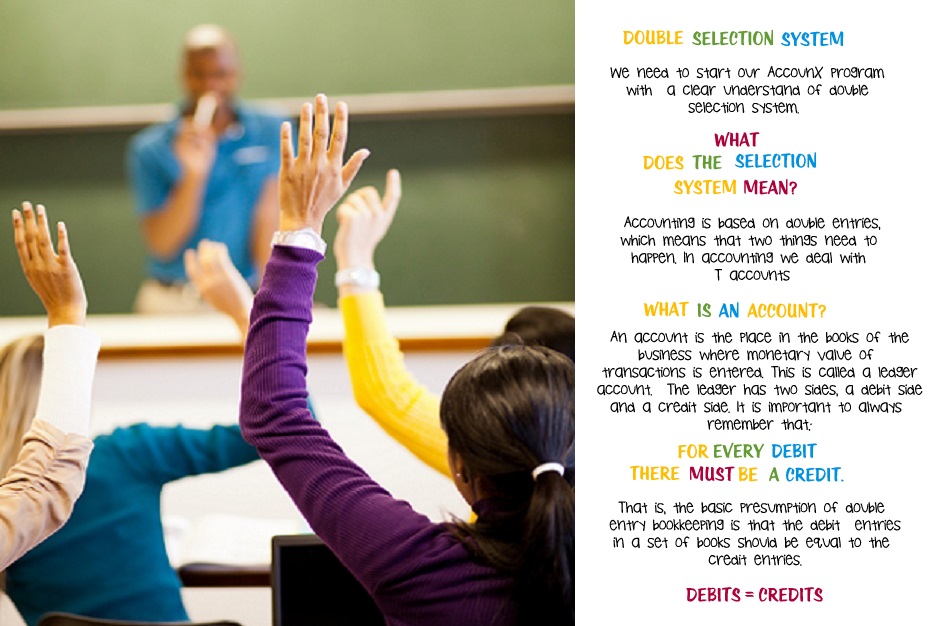 DOUBLE SELECTION SYSTEM
We need to start our AccounX program
with a clear understand of double
selection system.
WHAT
DOES THE SELECTION
SYSTEM MEAN?
Accounting is based on double entries,
which means that two things need to
happen. In accounting we deal with
T accounts
WHAT IS AN ACCOUNT?
An account is the place in the books of the
business where monetary value of
transactions is entered. This is called a ledger
account. The ledger has two sides, a debit side
and a credit side. It is important to always
remember that:
FOR EVERY DEBIT
THERE MUST BE A CREDIT.
That is, the basic presumption of double
entry bookkeeping is that the debit entries
in a set of books should be equal to the
credit entries.
DEBITS = CREDITS